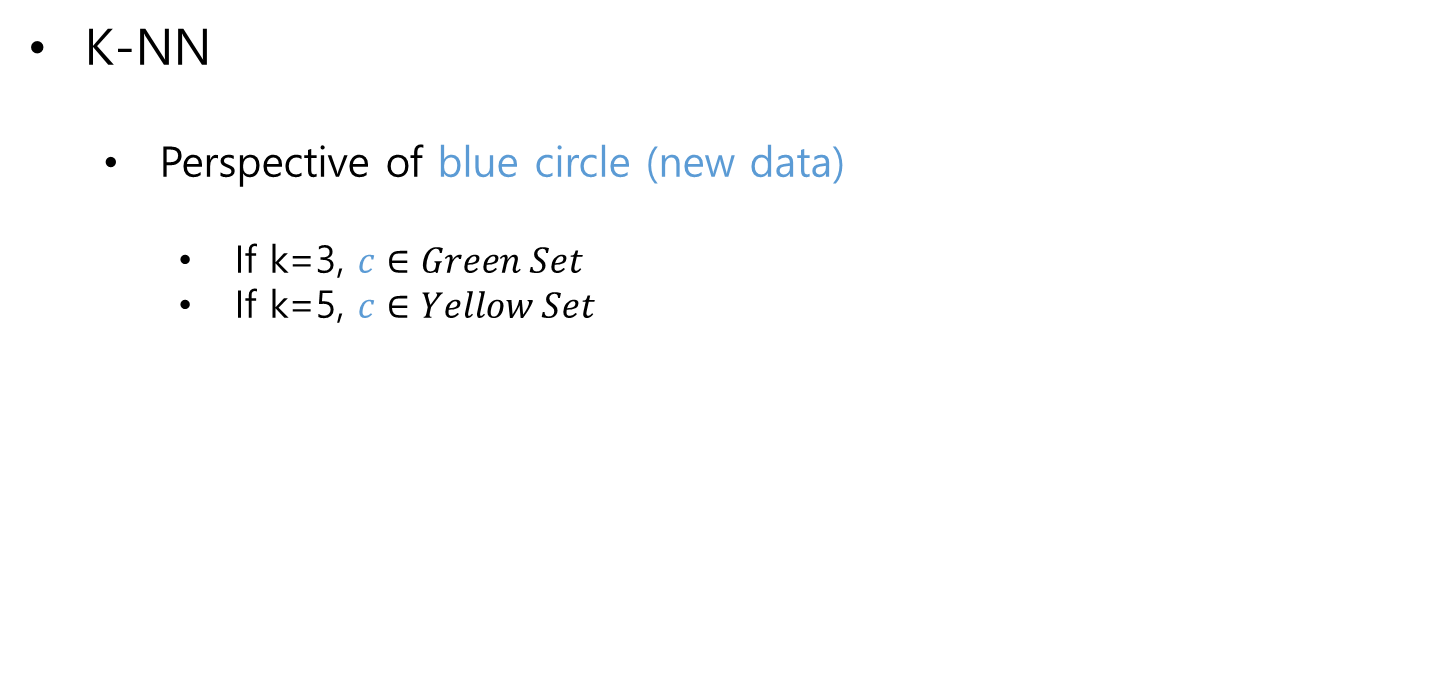 • K-NN
• Perspective of blue circle (new data)
• If k=3, c ∈ Green Set
• If k=5, c ∈ Yellow Set